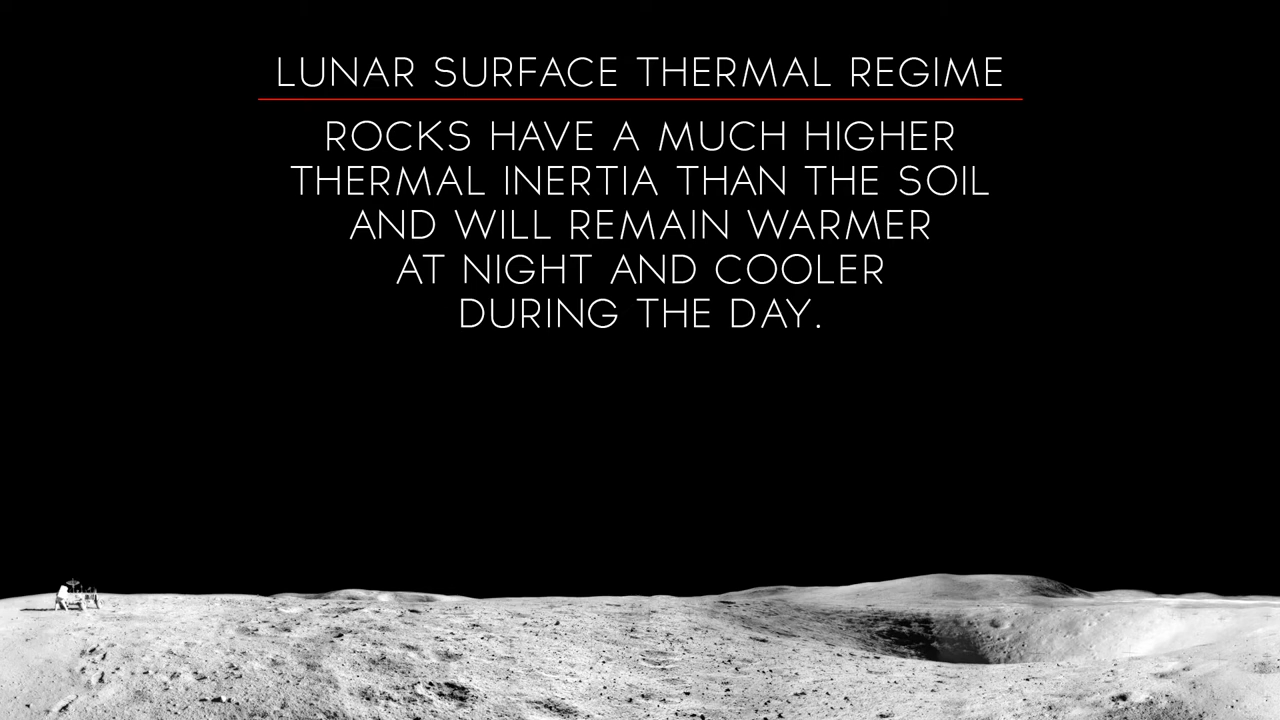 LUNAR SURFACE THERMAL REGIME
ROCKS HAVE A MUCH HIGHER
THERMAL INERTIA THAN THE SOIL
AND WILL REMAIN WARMER
AT NIGHT AND COOLER
DURING THE DAY.